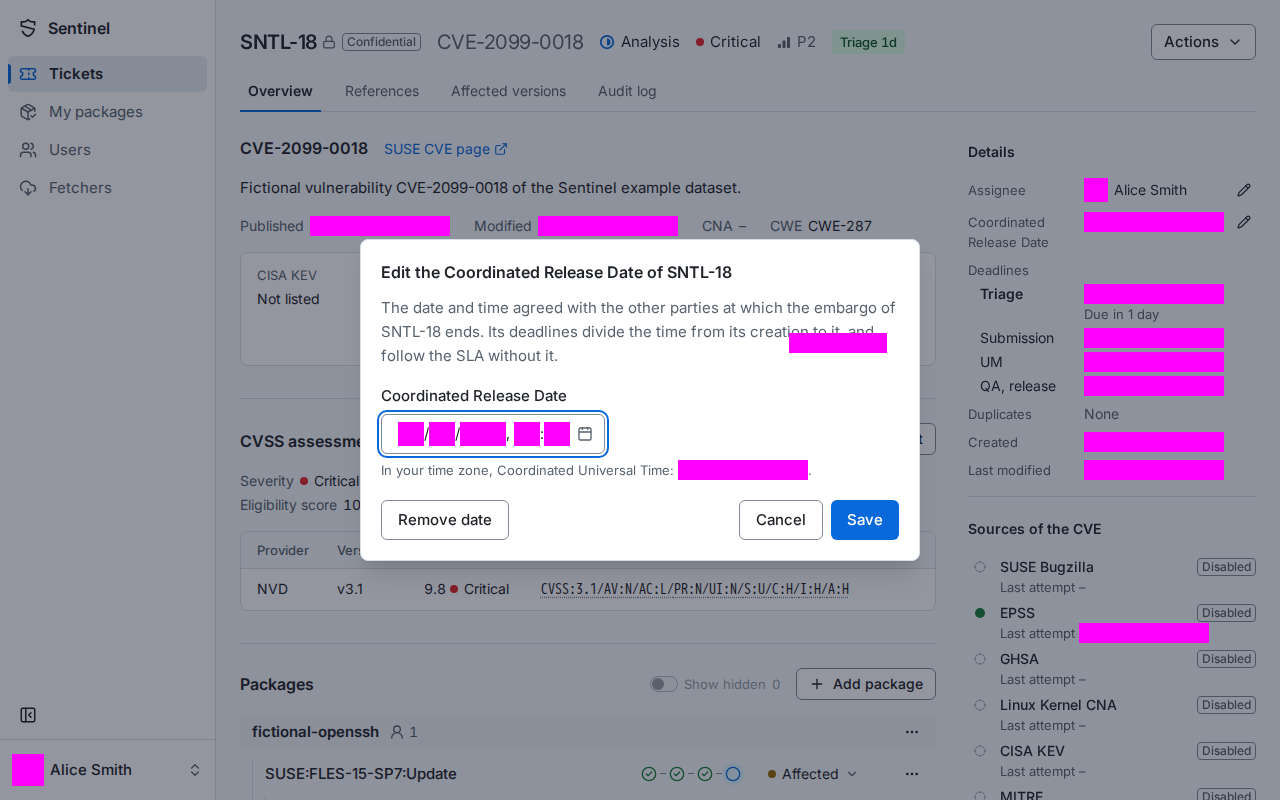 Sentinel
Tickets
My packages
Users
Fetchers
Alice Smith
SNTL-18 Confidential CVE-2099-0018 Analysis Critical P2 Triage 1d Actions
Overview References Affected versions Audit log
CVE-2099-0018 SUSE CVE page
Fictional vulnerability CVE-2099-0018 of the Sentinel example dataset.
Published Modified CNA – CWE CWE-287
CISA KEV
Not listed
Edit the Coordinated Release Date of SNTL-18
The date and time agreed with the other parties at which the embargo of
SNTL-18 ends. Its deadlines divide the time from its creation to it, and
follow the SLA without it.
Coordinated Release Date
/ / , :
In your time zone, Coordinated Universal Time: .
Remove date Cancel Save
CVSS
Severity Critical
Eligibility score 10
Provider
NVD v3.1 9.8 Critical CVSS:3.1/AV:N/AC:L/PR:N/UI:N/S:U/C:H/I:H/A:H
Packages Show hidden 0 Add package
fictional-openssh 1
SUSE:FLES-15-SP7:Update Affected
Details
Assignee Alice Smith
Coordinated
Release Date
Deadlines
Triage
Due in 1 day
Submission
UM
QA, release
Duplicates None
Created
Last modified
Sources of the CVE
SUSE Bugzilla Disabled
Last attempt –
EPSS Disabled
Last attempt
GHSA Disabled
Last attempt –
Linux Kernel CNA Disabled
Last attempt –
CISA KEV Disabled
Last attempt –
MITRE Disabled